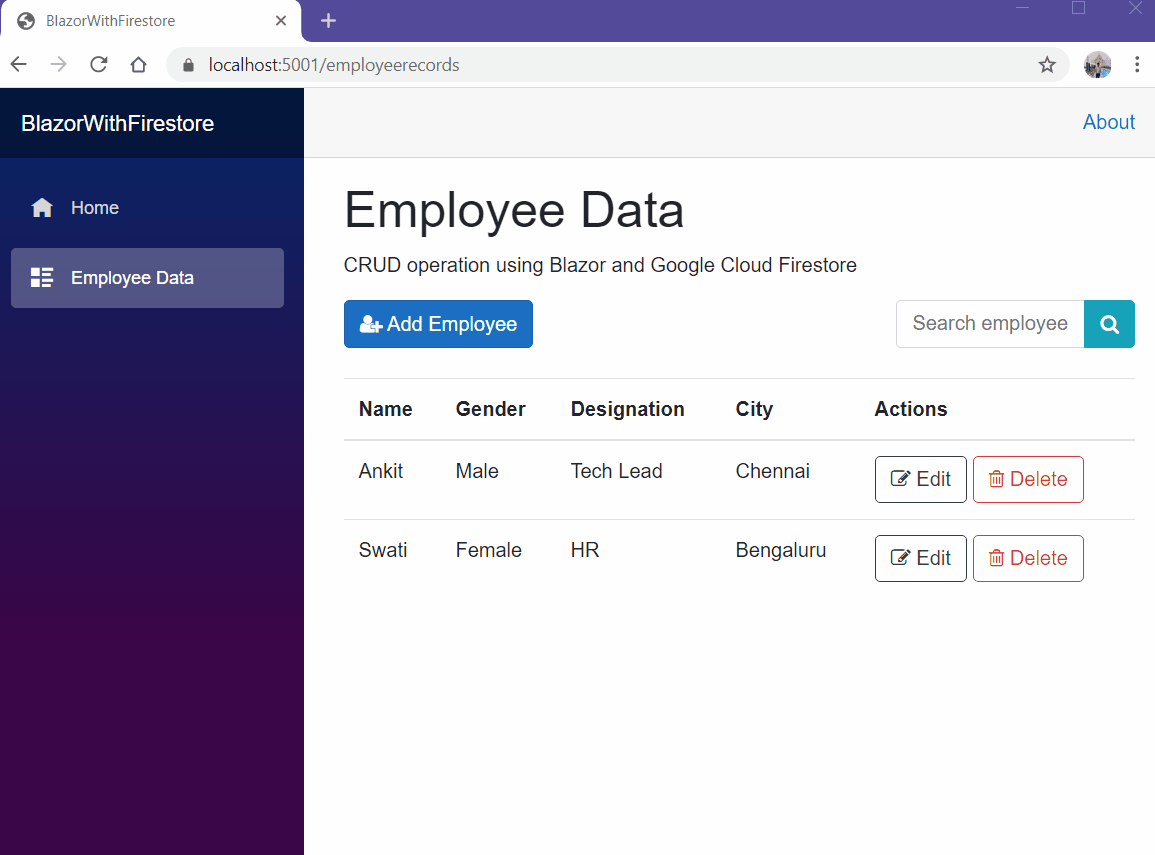 BlazorWithFirestore
localhost:5001/employeerecords
BlazorWithFirestore
About
Home
Employee Data
Employee Data
CRUD operation using Blazor and Google Cloud Firestore
Add Employee
Search employee
Name Gender Designation City Actions
Ankit Male Tech Lead Chennai Edit Delete
Swati Female HR Bengaluru Edit Delete